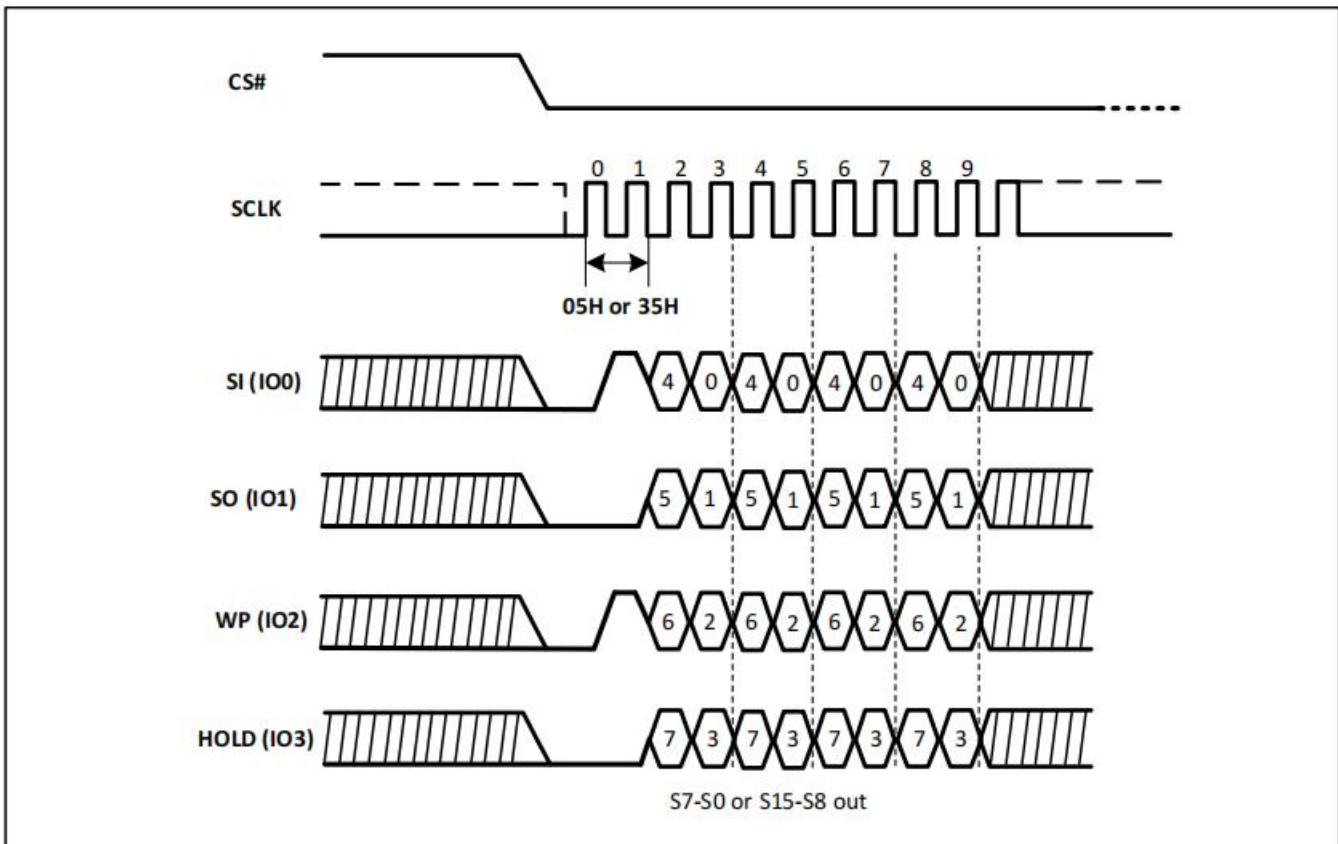 CS#
0 1 2 3 4 5 6 7 8 9
SCLK
05H or 35H
SI (IO0) 4 0 4 0 4 0 4 0
SO (IO1) 5 1 5 1 5 1 5 1
WP (IO2) 6 2 6 2 6 2 6 2
HOLD (IO3) 7 3 7 3 7 3 7 3
S7-S0 or S15-S8 out